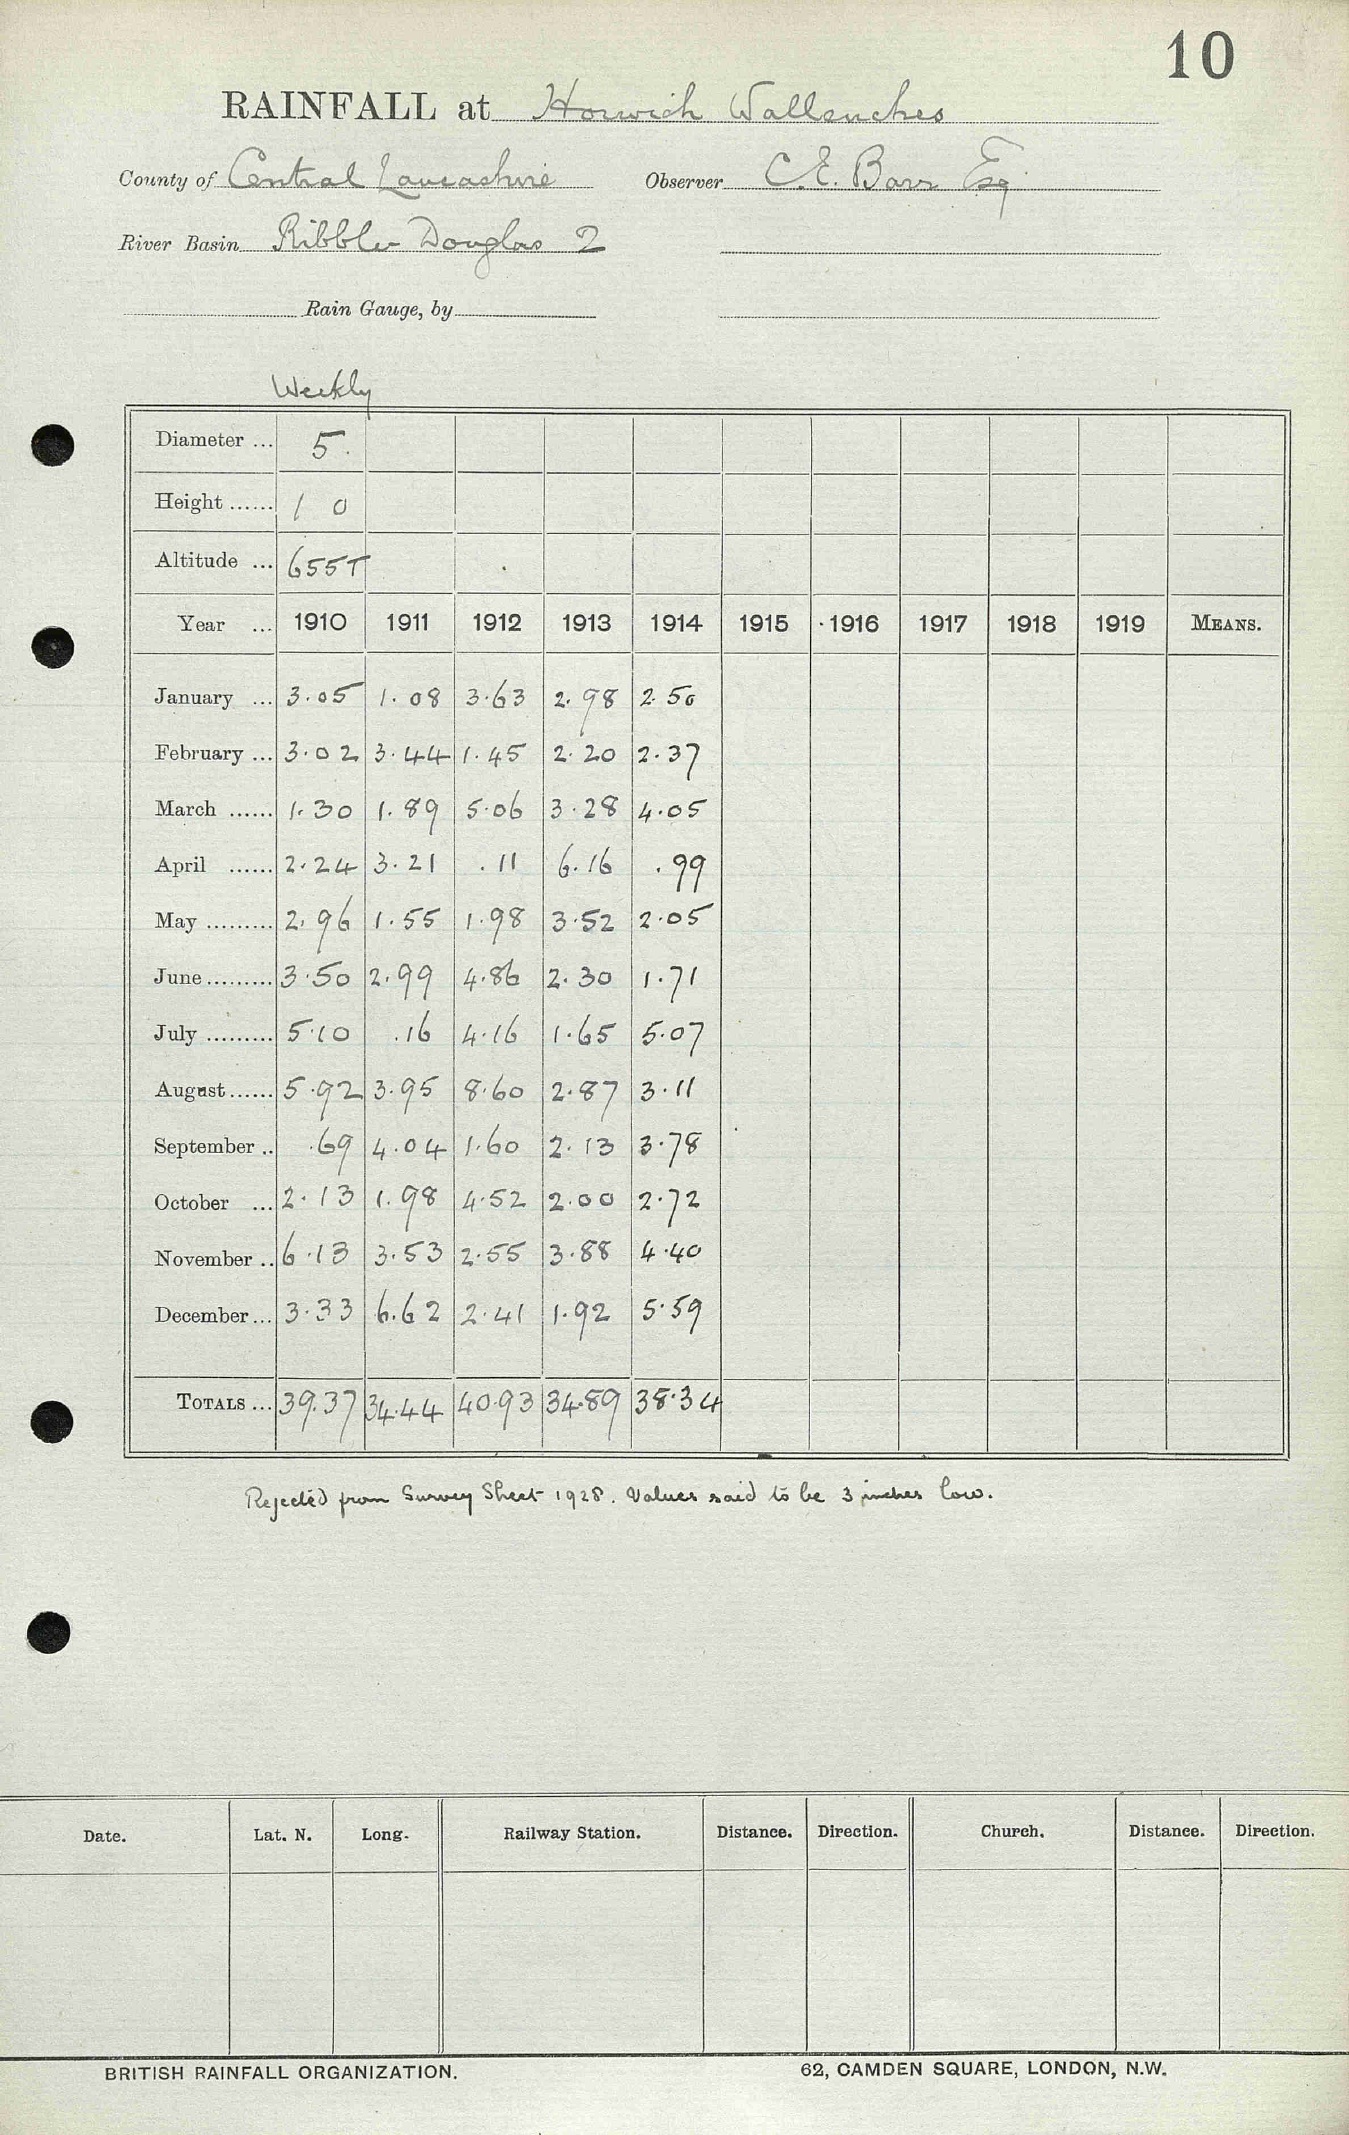 10
RAINFALL at Horwich Wallsuches
County of Central Lancashire Observer C.E. Barr Esq
River Basin Ribble Douglas 2
Rain Gauge, by
Weekly
Diameter ... 5
Height ...... 1 0
Altitude ... 655T
Year ... 1910 1911 1912 1913 1914 1915 1916 1917 1918 1919 MEANS.
January ... 3.05 1.08 3.63 2.98 2.50
February ... 3.02 3.44 1.45 2.20 2.37
March ...... 1.30 1.89 5.06 3.28 4.05
April ...... 2.24 3.21 .11 6.16 .99
May ......... 2.96 1.55 1.98 3.52 2.05
June ......... 3.50 2.99 4.86 2.30 1.71
July ......... 5.10 .16 4.16 1.65 5.07
August ...... 5.92 3.95 8.60 2.87 3.11
September .. .69 4.04 1.60 2.13 3.78
October ... 2.13 1.98 4.52 2.00 2.72
November .. 6.13 3.53 2.55 3.88 4.40
December ... 3.33 6.62 2.41 1.92 5.59
TOTALS ... 39.37 34.44 40.93 34.89 38.34
Rejected from Survey Sheet 1928. Values said to be 3 inches low.
Date. Lat. N. Long. Railway Station. Distance. Direction. Church. Distance. Direction.
BRITISH RAINFALL ORGANIZATION. 62, CAMDEN SQUARE, LONDON, N.W.